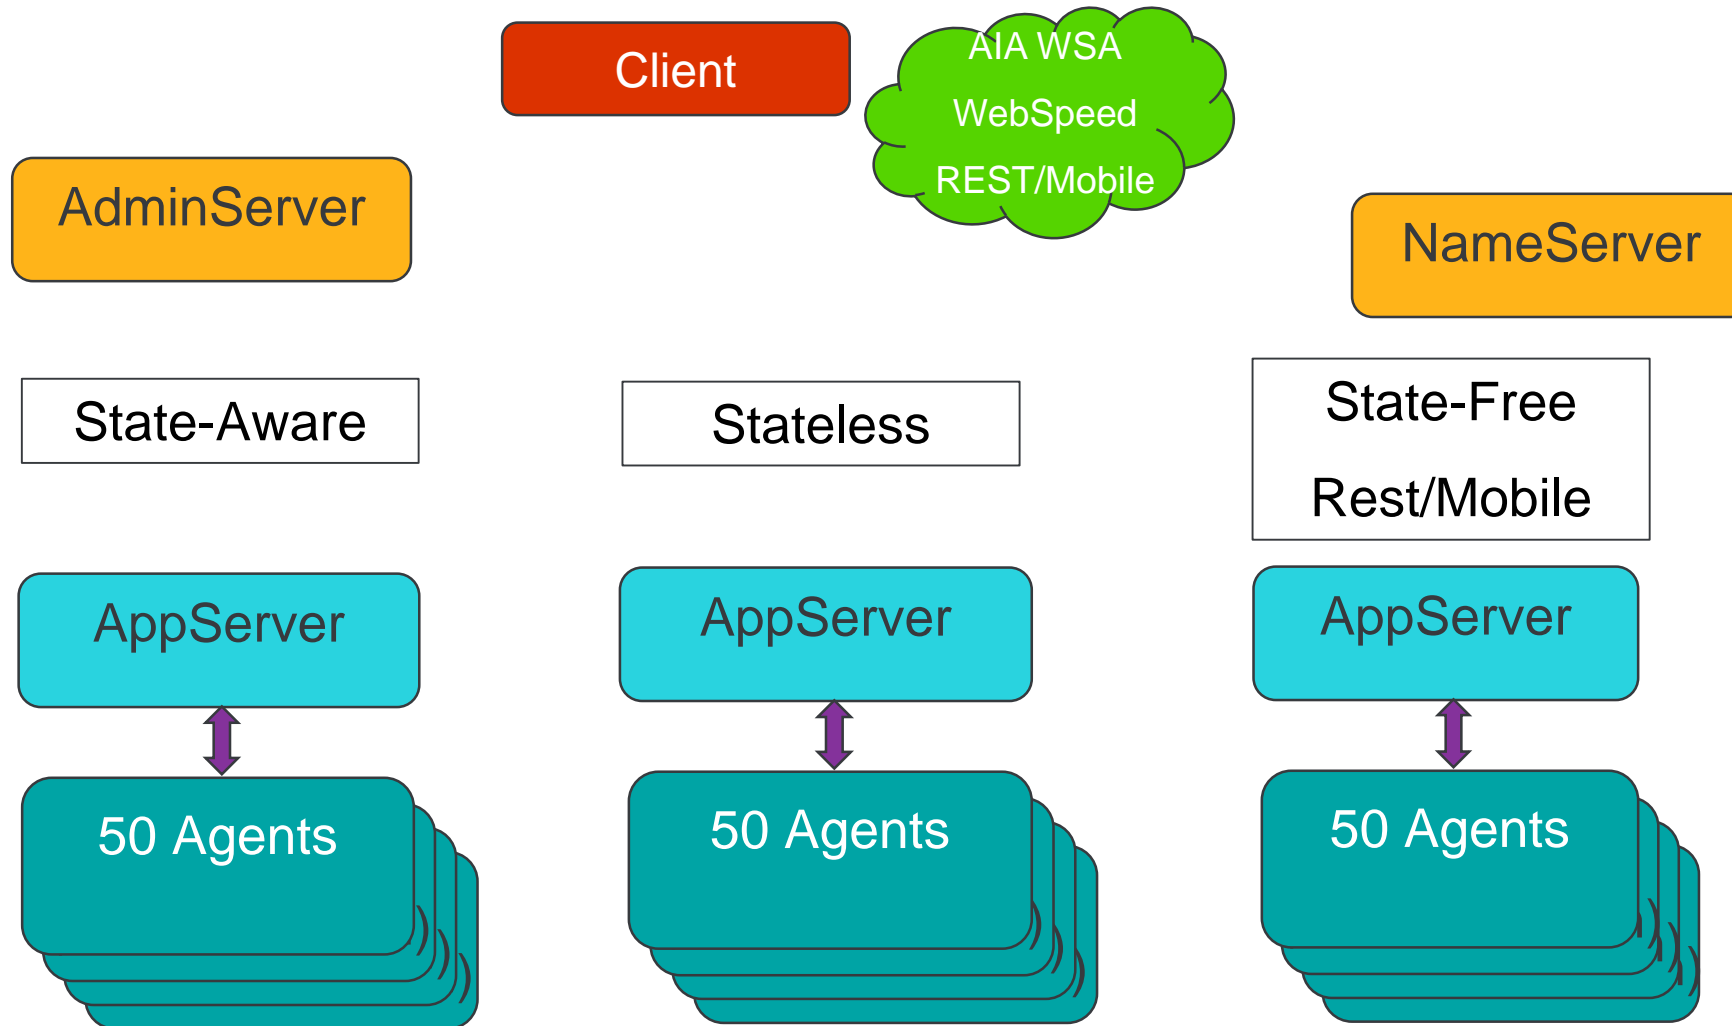 Client
AIA WSA
WebSpeed
REST/Mobile
AdminServer
NameServer
State-Aware
Stateless
State-Free
Rest/Mobile
AppServer
AppServer
AppServer
50 Agents
50 Agents
50 Agents